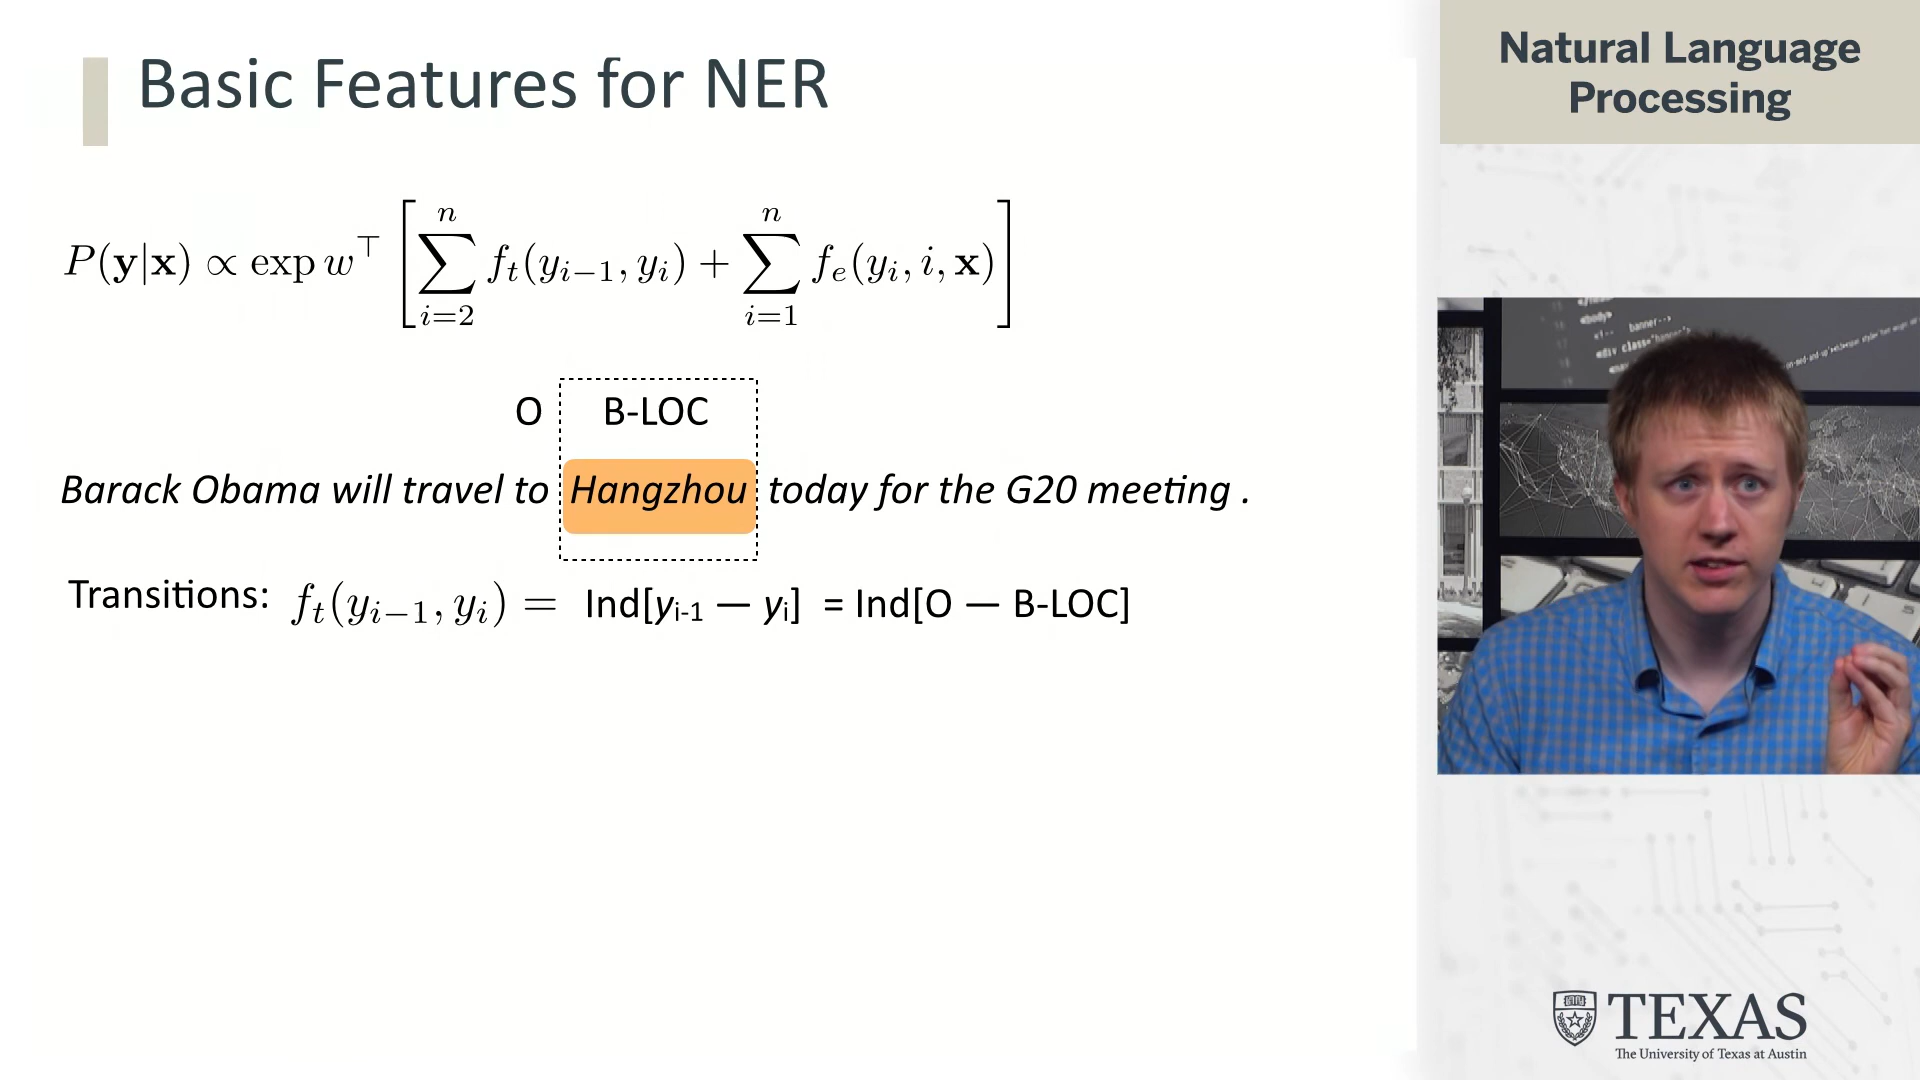 Basic Features for NER
P(y|x) ∝ exp w⊤ [ ∑_{i=2}^{n} f_t(y_{i−1}, y_i) + ∑_{i=1}^{n} f_e(y_i, i, x) ]
O B-LOC
Barack Obama will travel to Hangzhou today for the G20 meeting .
Transitions: f_t(y_{i−1}, y_i) = Ind[y_{i-1} — y_i] = Ind[O — B-LOC]
Natural Language
Processing
banner-->
<body>
TEXAS
The University of Texas at Austin